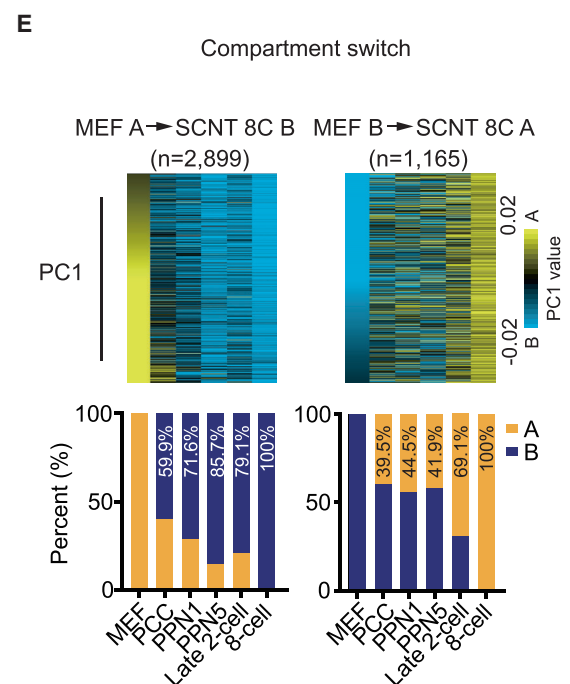 E
Compartment switch
MEF A→SCNT 8C B
(n=2,899)
MEF B→SCNT 8C A
(n=1,165)
PC1
0.02
-0.02
A
B
PC1 value
Percent (%)
100
50
0
59.9%
71.6%
85.7%
79.1%
100%
MEF
PCC
PPN1
PPN5
Late 2-cell
8-cell
100
50
0
39.5%
44.5%
41.9%
69.1%
100%
MEF
PCC
PPN1
PPN5
Late 2-cell
8-cell
A
B